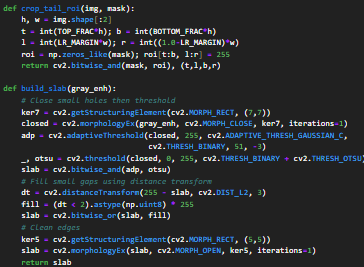 def crop_tail_roi(img, mask):
    h, w = img.shape[:2]
    t = int(TOP_FRAC*h); b = int(BOTTOM_FRAC*h)
    l = int(LR_MARGIN*w); r = int((1.0-LR_MARGIN)*w)
    roi = np.zeros_like(mask); roi[t:b, l:r] = 255
    return cv2.bitwise_and(mask, roi), (t,l,b,r)

def build_slab(gray_enh):
    # Close small holes then threshold
    ker7 = cv2.getStructuringElement(cv2.MORPH_RECT, (7,7))
    closed = cv2.morphologyEx(gray_enh, cv2.MORPH_CLOSE, ker7, iterations=1)
    adp = cv2.adaptiveThreshold(closed, 255, cv2.ADAPTIVE_THRESH_GAUSSIAN_C,
                                cv2.THRESH_BINARY, 51, -3)
    _, otsu = cv2.threshold(closed, 0, 255, cv2.THRESH_BINARY + cv2.THRESH_OTSU)
    slab = cv2.bitwise_and(adp, otsu)
    # Fill small gaps using distance transform
    dt = cv2.distanceTransform(255 - slab, cv2.DIST_L2, 3)
    fill = (dt < 2).astype(np.uint8) * 255
    slab = cv2.bitwise_or(slab, fill)
    # Clean edges
    ker5 = cv2.getStructuringElement(cv2.MORPH_RECT, (5,5))
    slab = cv2.morphologyEx(slab, cv2.MORPH_OPEN, ker5, iterations=1)
    return slab